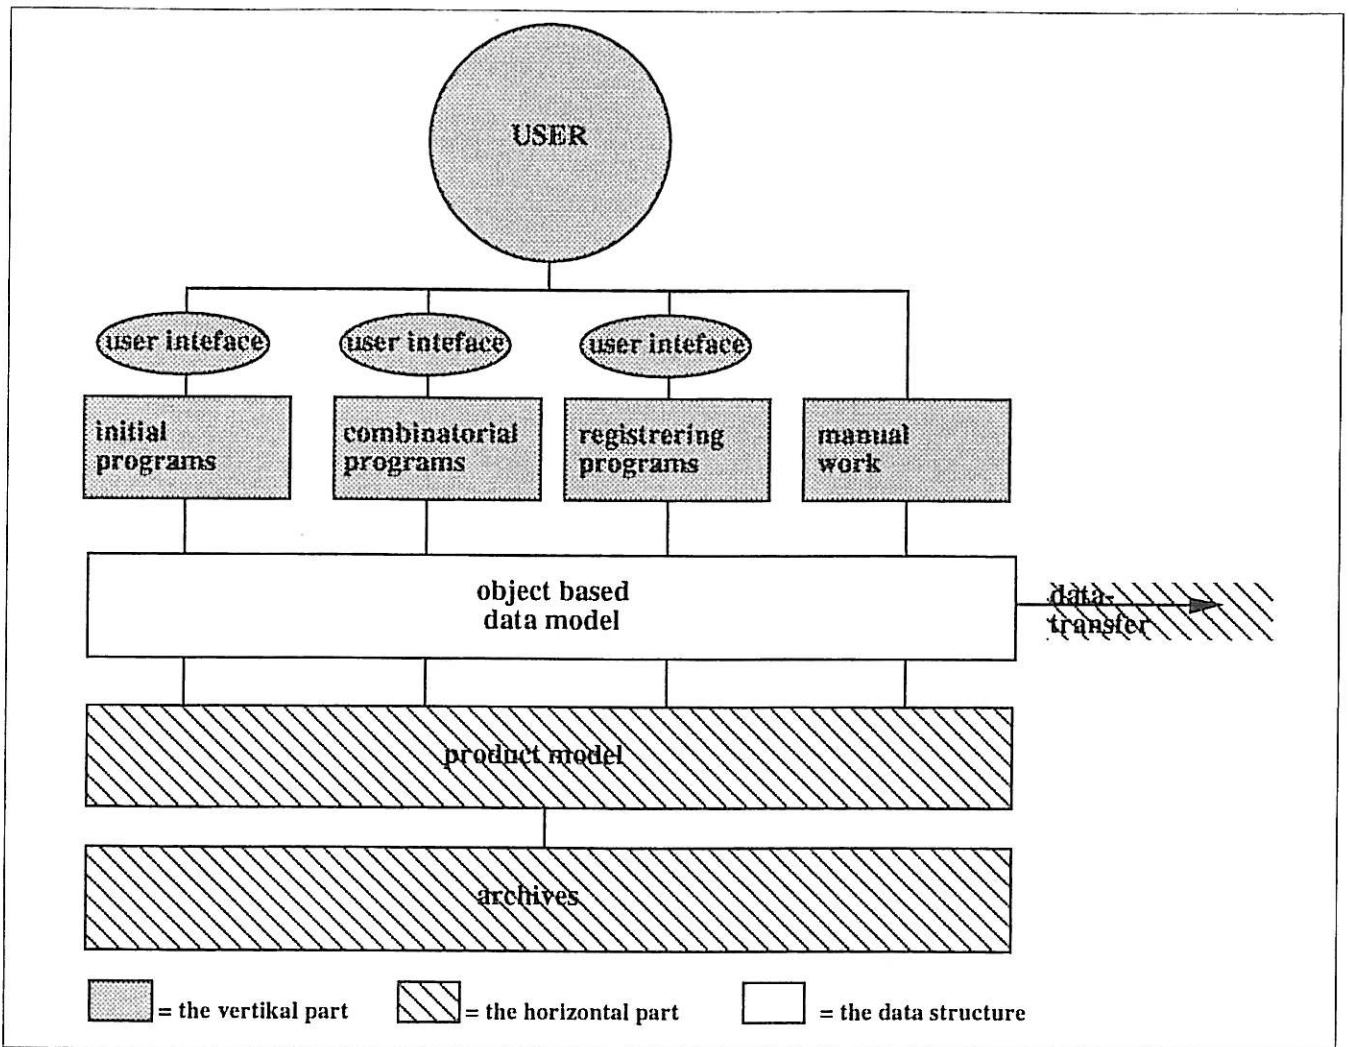 USER
user inteface
user inteface
user inteface
initial
programs
combinatorial
programs
registrering
programs
manual
work
object based
data model
data-
transfer
product model
archives
= the vertikal part
= the horizontal part
= the data structure